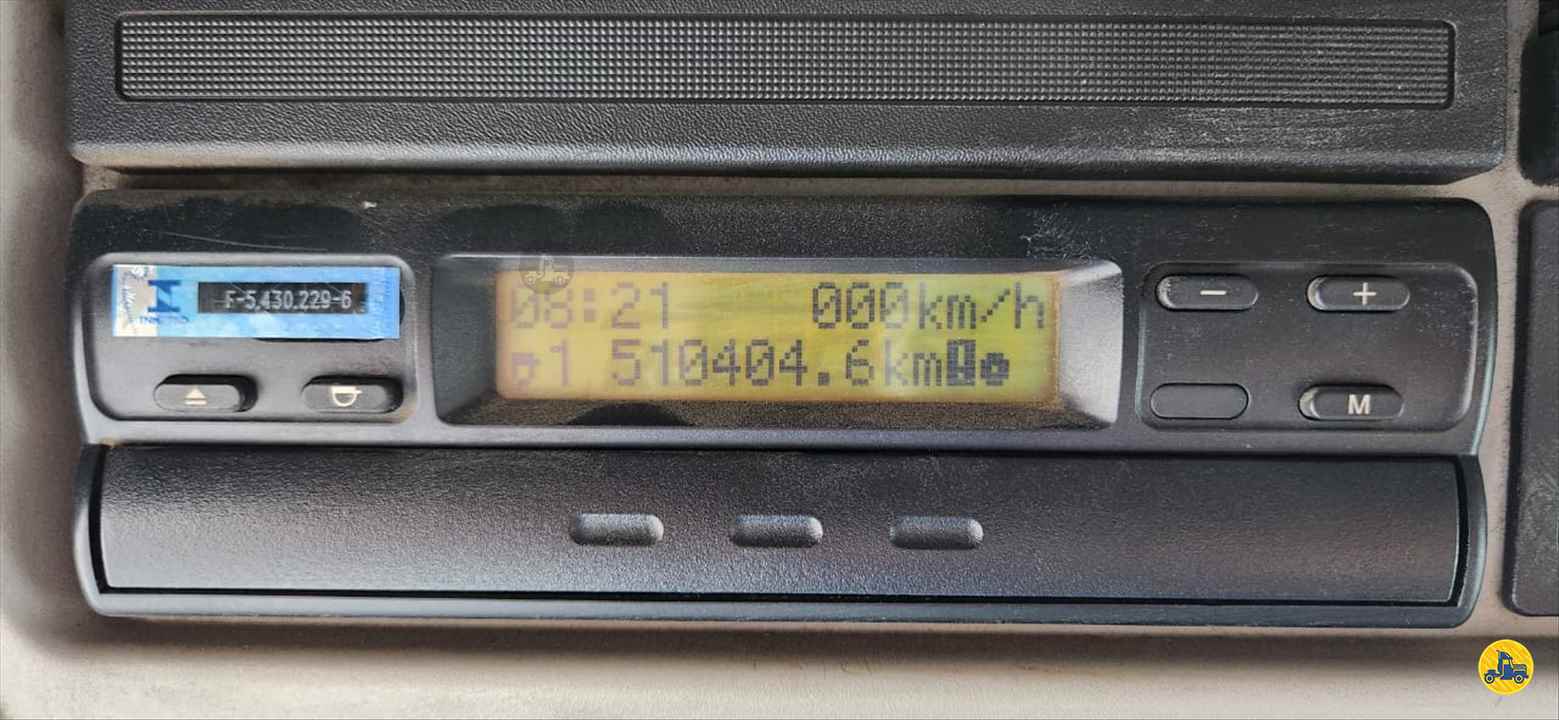 F-5.430.229-6
08:21 000km/h
1 510404.6km
M